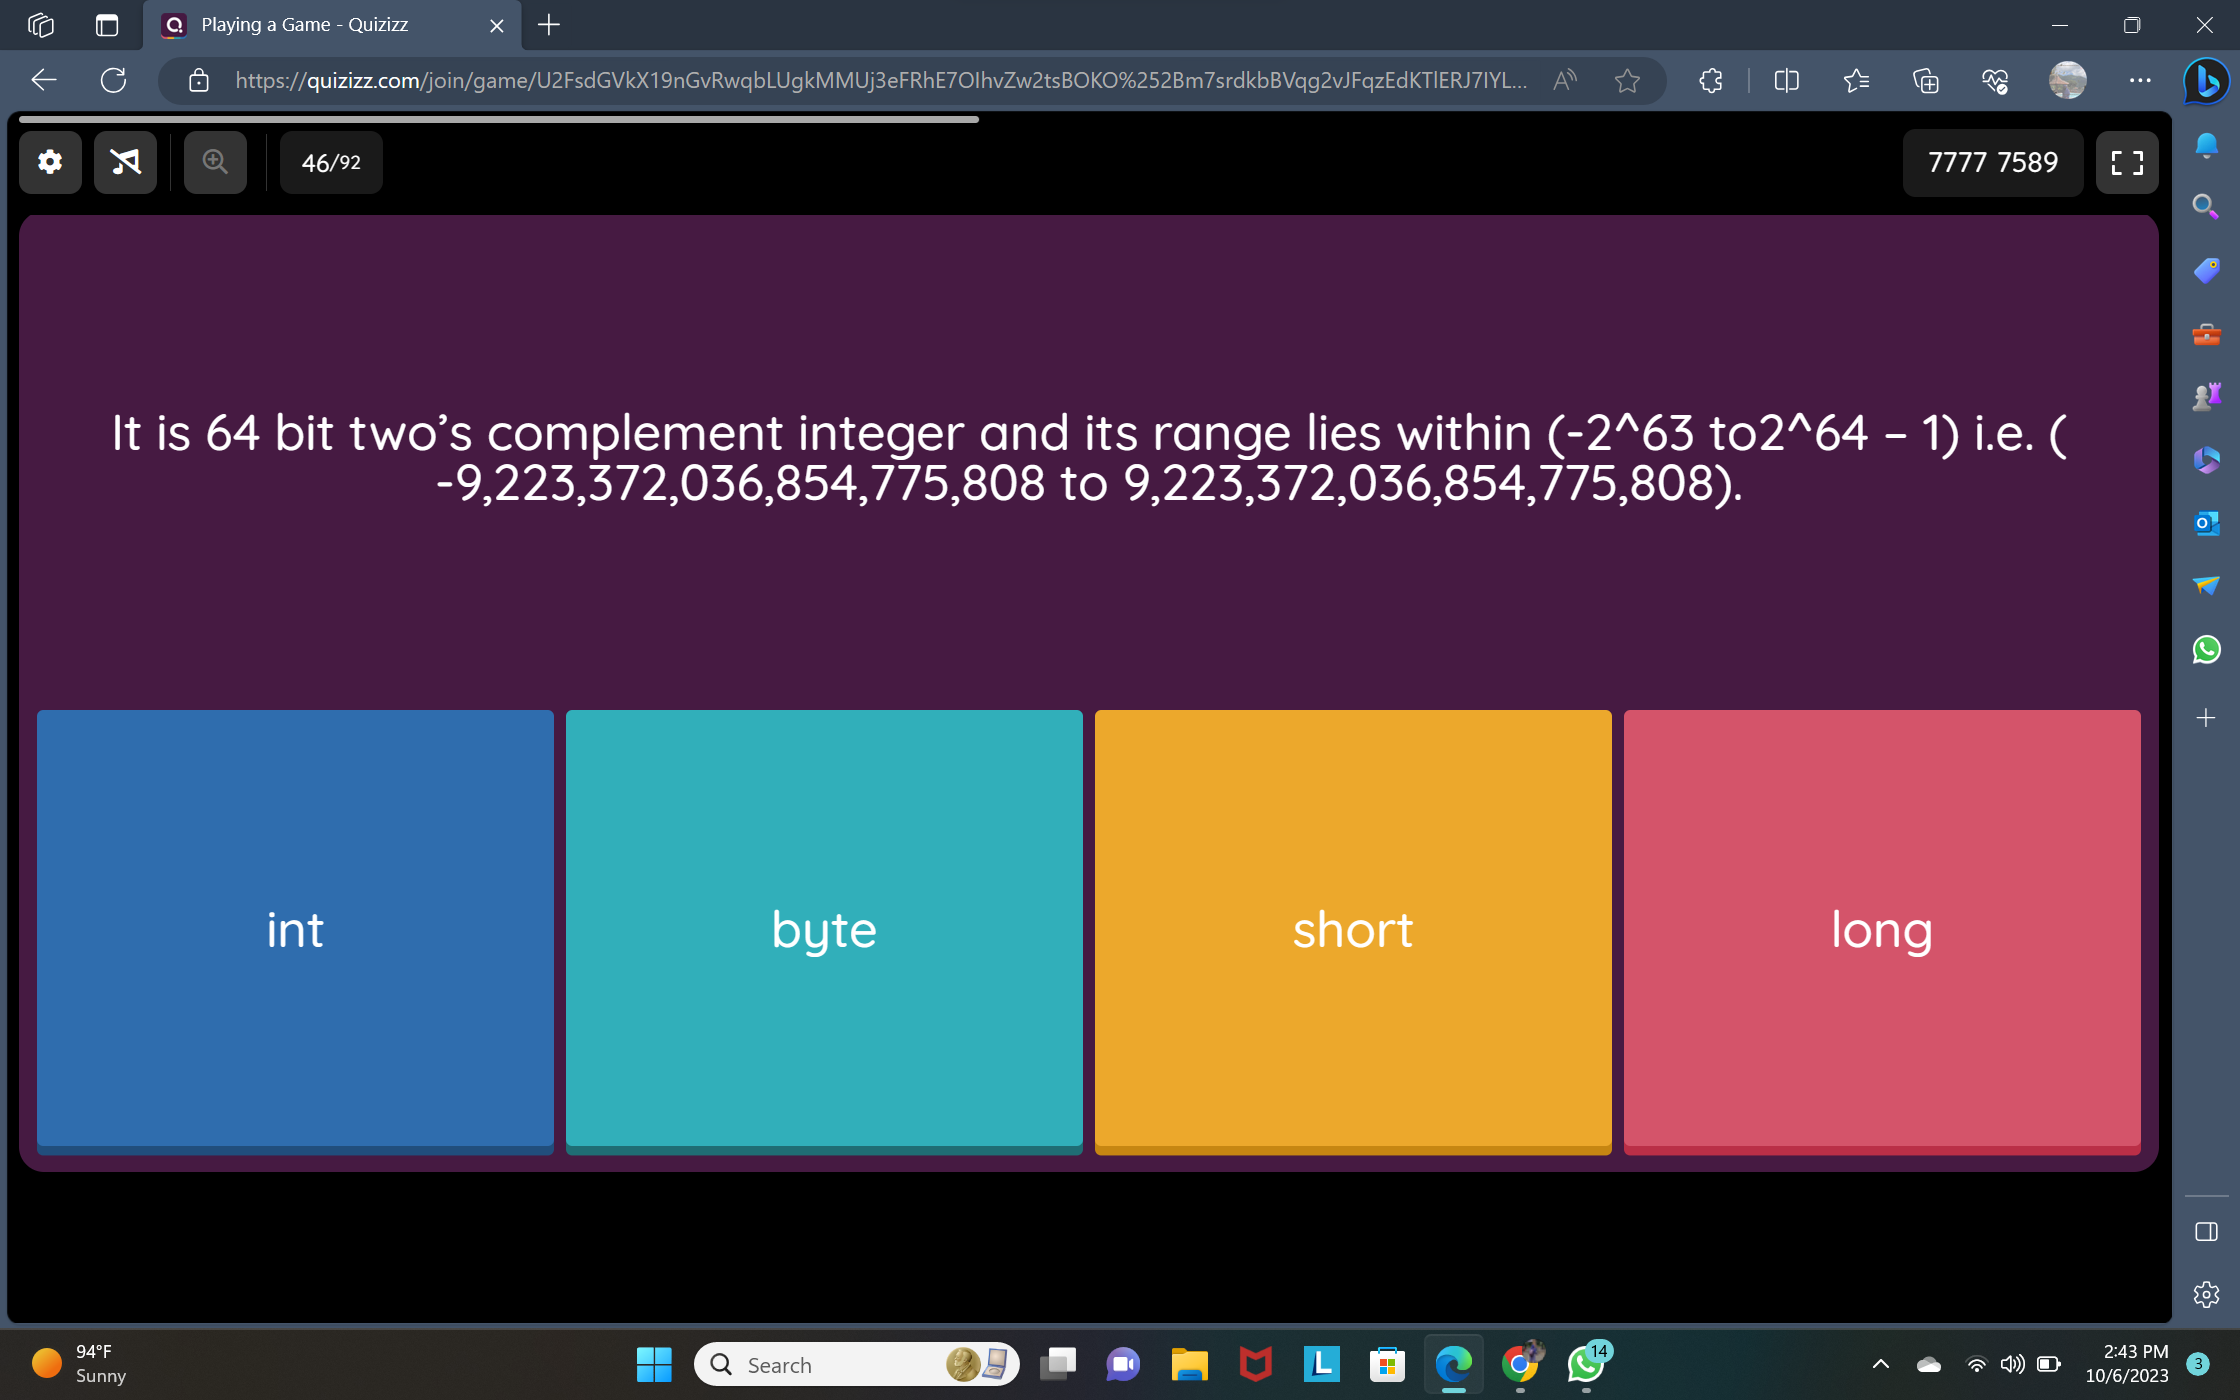 Playing a Game - Quizizz
https://quizizz.com/join/game/U2FsdGVkX19nGvRwqbLUgkMMUj3eFRhE7OIhvZw2tsBOKO%252Bm7srdkbBVqg2vJFqzEdKTlERJ7IYL...
46/92
7777 7589
It is 64 bit two’s complement integer and its range lies within (-2^63 to2^64 – 1) i.e. (
-9,223,372,036,854,775,808 to 9,223,372,036,854,775,808).
int
byte
short
long
94°F
Sunny
Search
14
2:43 PM
10/6/2023
3